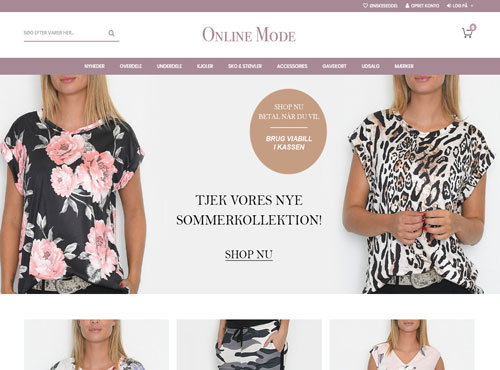 ØNSKESEDDEL OPRET KONTO LOG PÅ
SØG EFTER VARER HER...
ONLINE MODE
0
NYHEDER OVERDELE UNDERDELE KJOLER SKO & STØVLER ACCESSORIES GAVEKORT UDSALG MÆRKER
SHOP NU
BETAL NÅR DU VIL
BRUG VIABILL
I KASSEN
TJEK VORES NYE
SOMMERKOLLEKTION!
SHOP NU